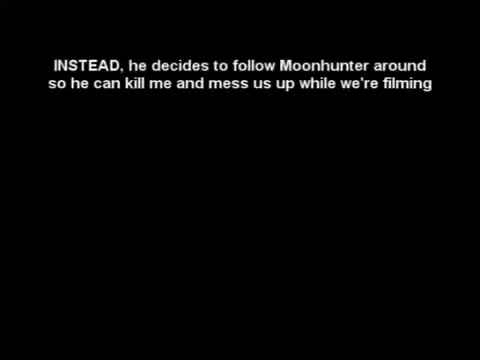 INSTEAD, he decides to follow Moonhunter around
so he can kill me and mess us up while we're filming